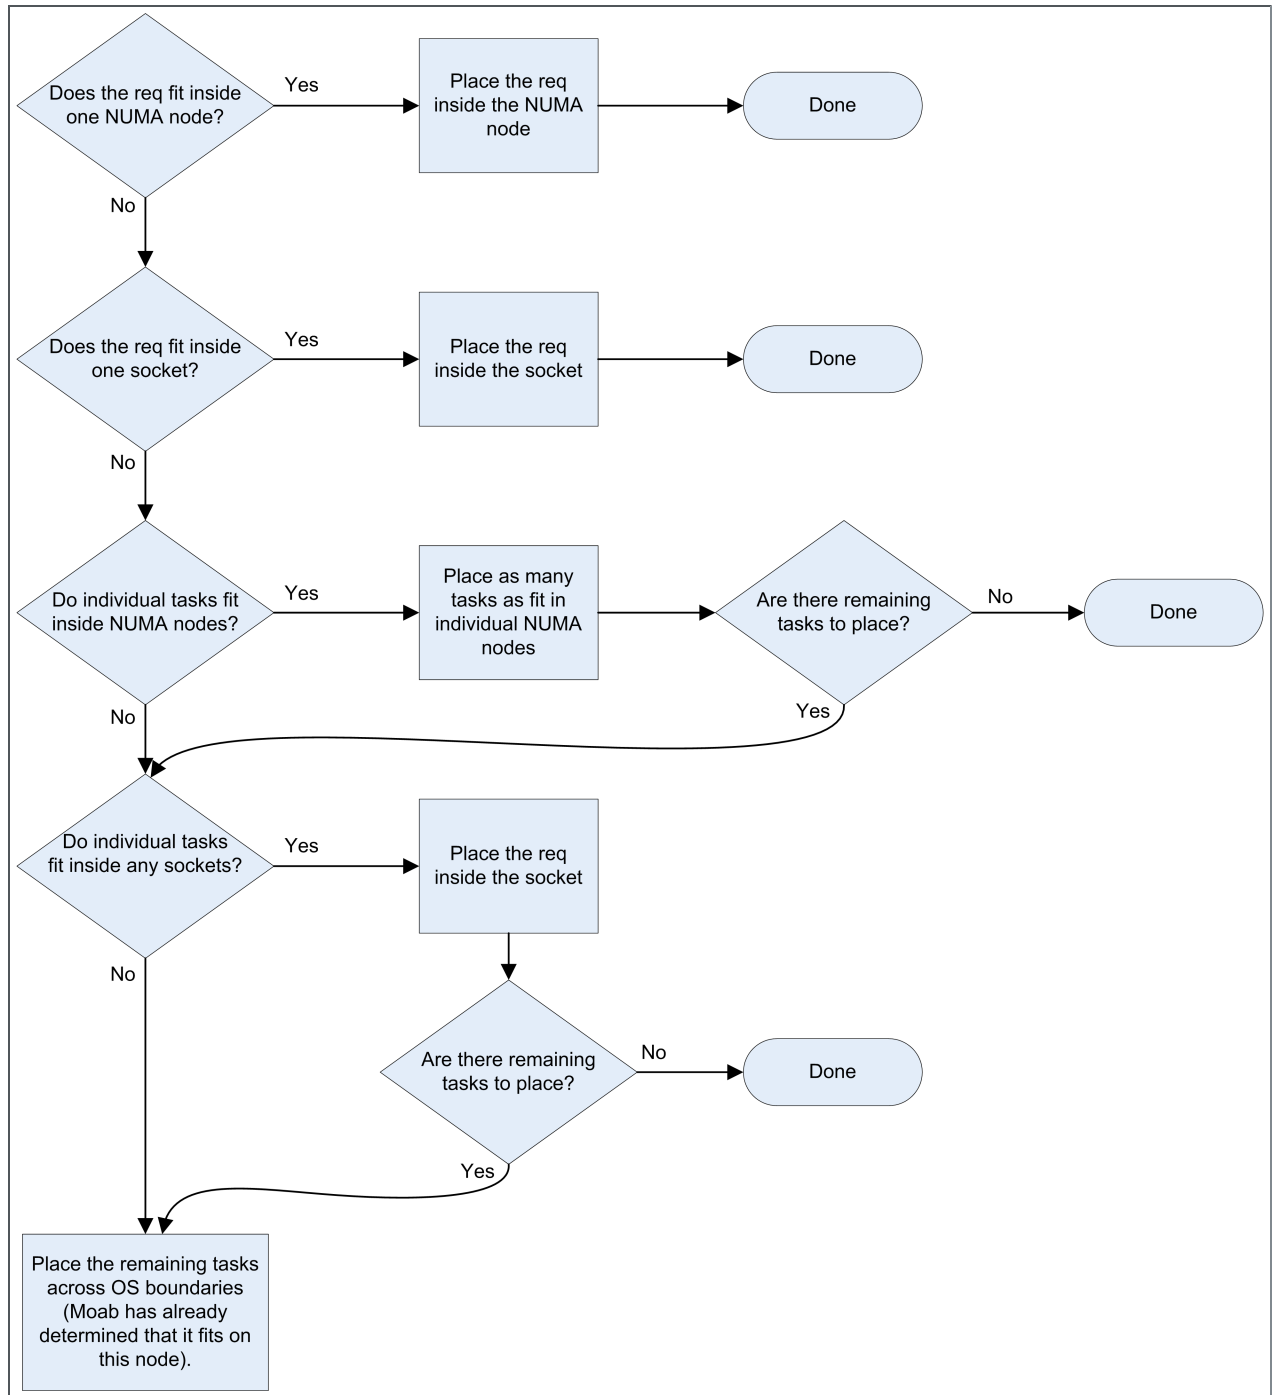 Does the req fit inside
one NUMA node?
Yes
Place the req
inside the NUMA
node
Done
No
Does the req fit inside
one socket?
Yes
Place the req
inside the socket
Done
No
Do individual tasks fit
inside NUMA nodes?
Yes
Place as many
tasks as fit in
individual NUMA
nodes
Are there remaining
tasks to place?
No
Done
No
Yes
Do individual tasks
fit inside any sockets?
Yes
Place the req
inside the socket
No
Are there remaining
tasks to place?
No
Done
Yes
Place the remaining tasks
across OS boundaries
(Moab has already
determined that it fits on
this node).